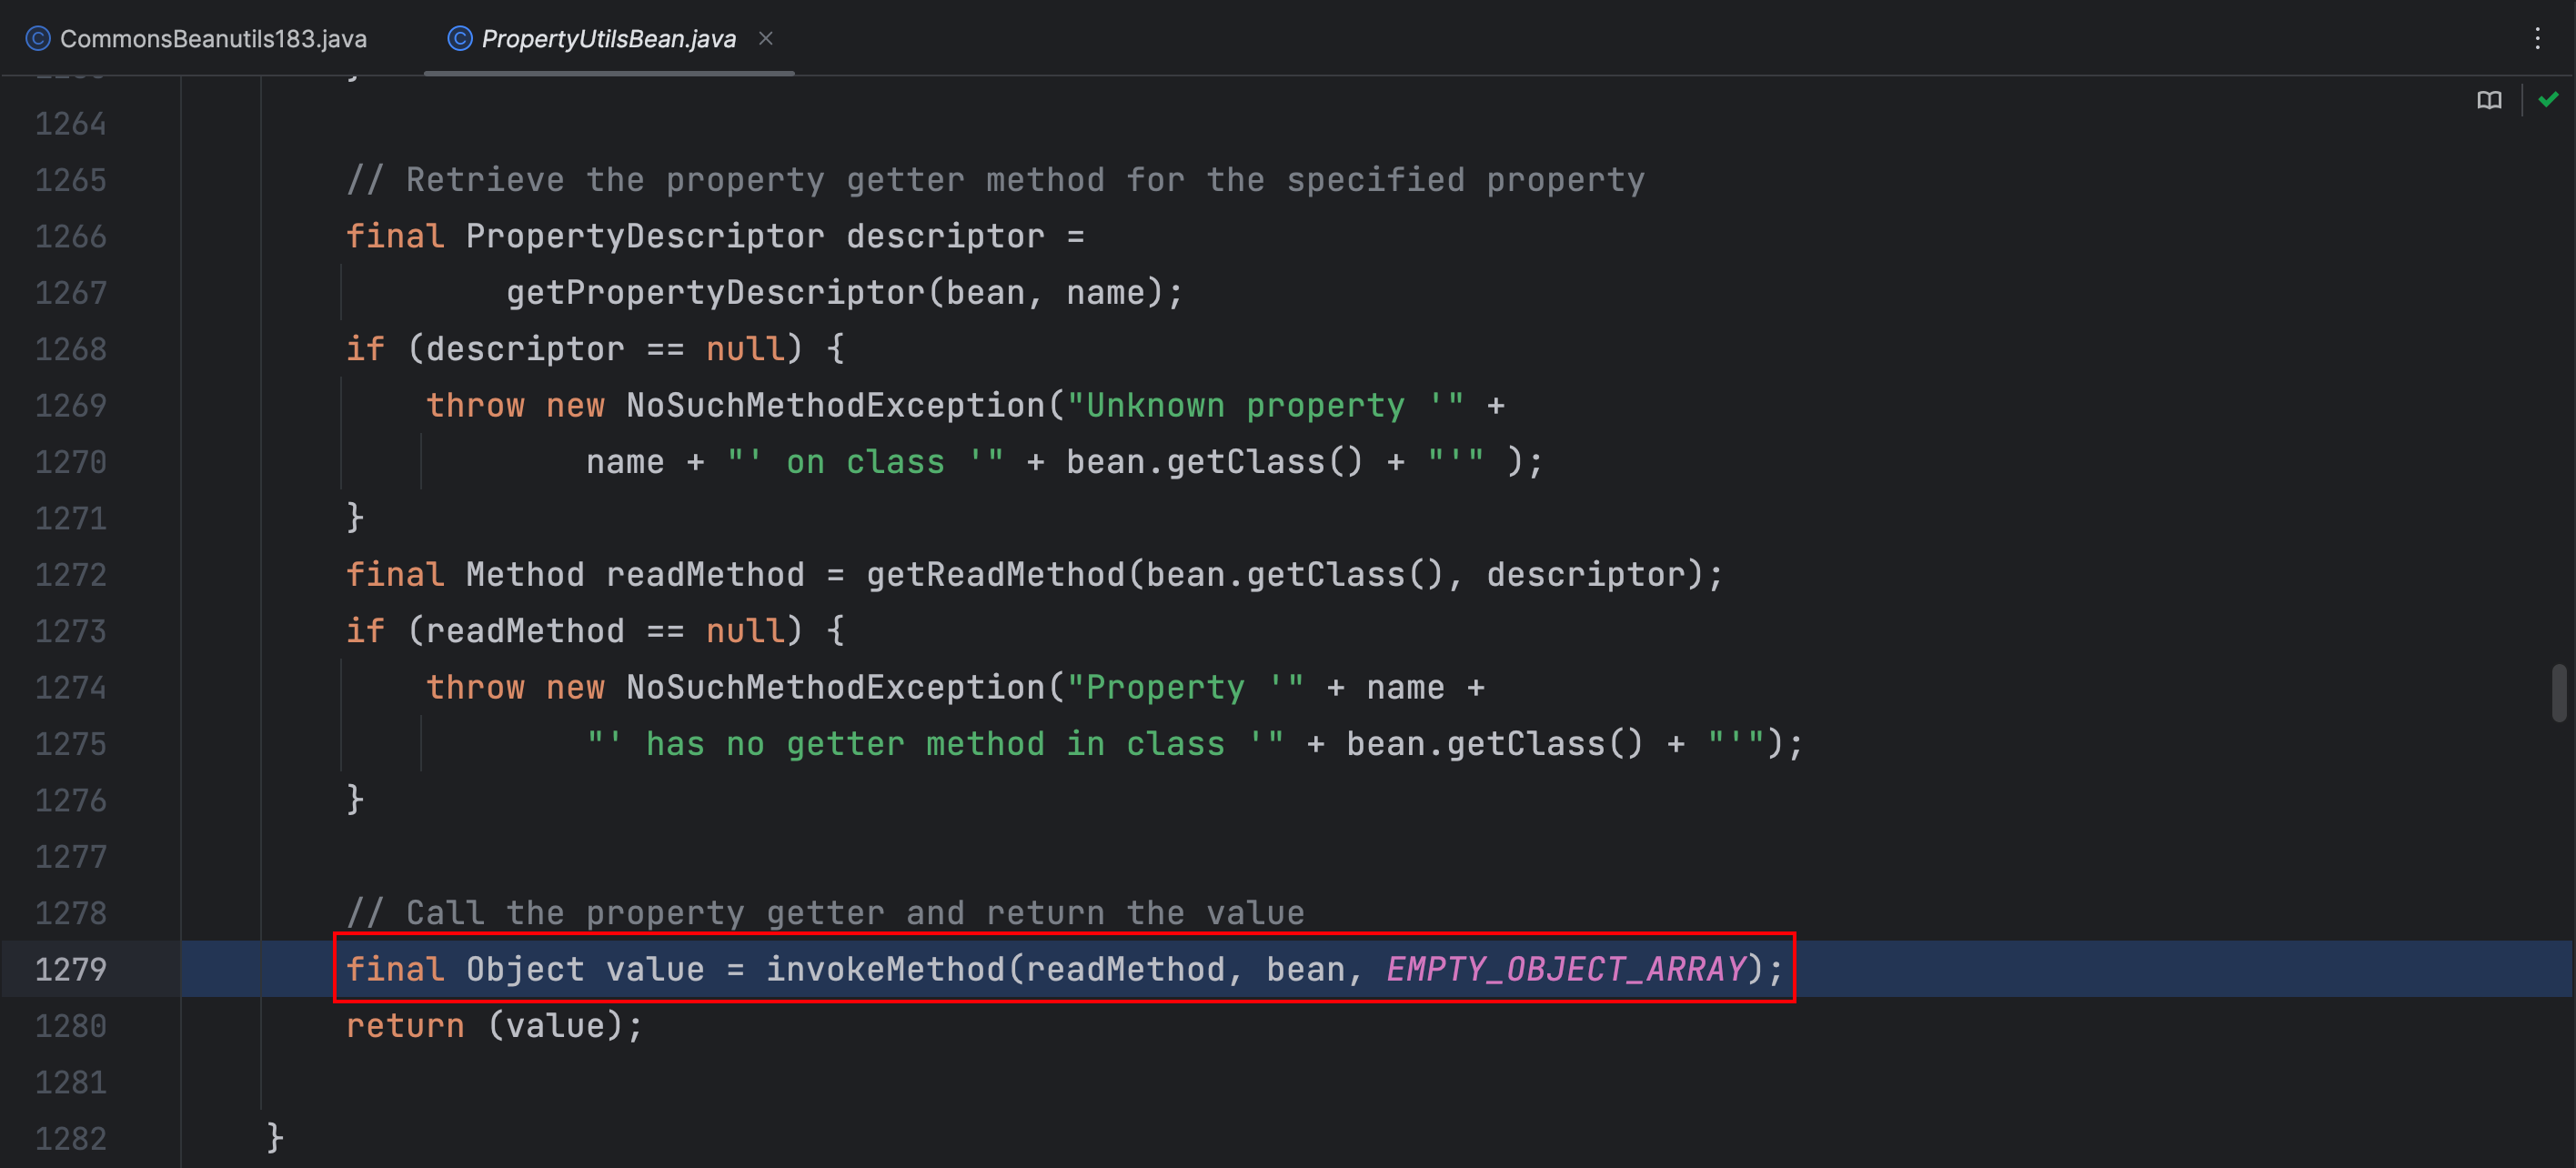 CommonsBeanutils183.java PropertyUtilsBean.java
}
1264
1265 // Retrieve the property getter method for the specified property
1266 final PropertyDescriptor descriptor =
1267 getPropertyDescriptor(bean, name);
1268 if (descriptor == null) {
1269 throw new NoSuchMethodException("Unknown property '" +
1270 name + "' on class '" + bean.getClass() + "'" );
1271 }
1272 final Method readMethod = getReadMethod(bean.getClass(), descriptor);
1273 if (readMethod == null) {
1274 throw new NoSuchMethodException("Property '" + name +
1275 "' has no getter method in class '" + bean.getClass() + "'");
1276 }
1277
1278 // Call the property getter and return the value
1279 final Object value = invokeMethod(readMethod, bean, EMPTY_OBJECT_ARRAY);
1280 return (value);
1281
1282 }